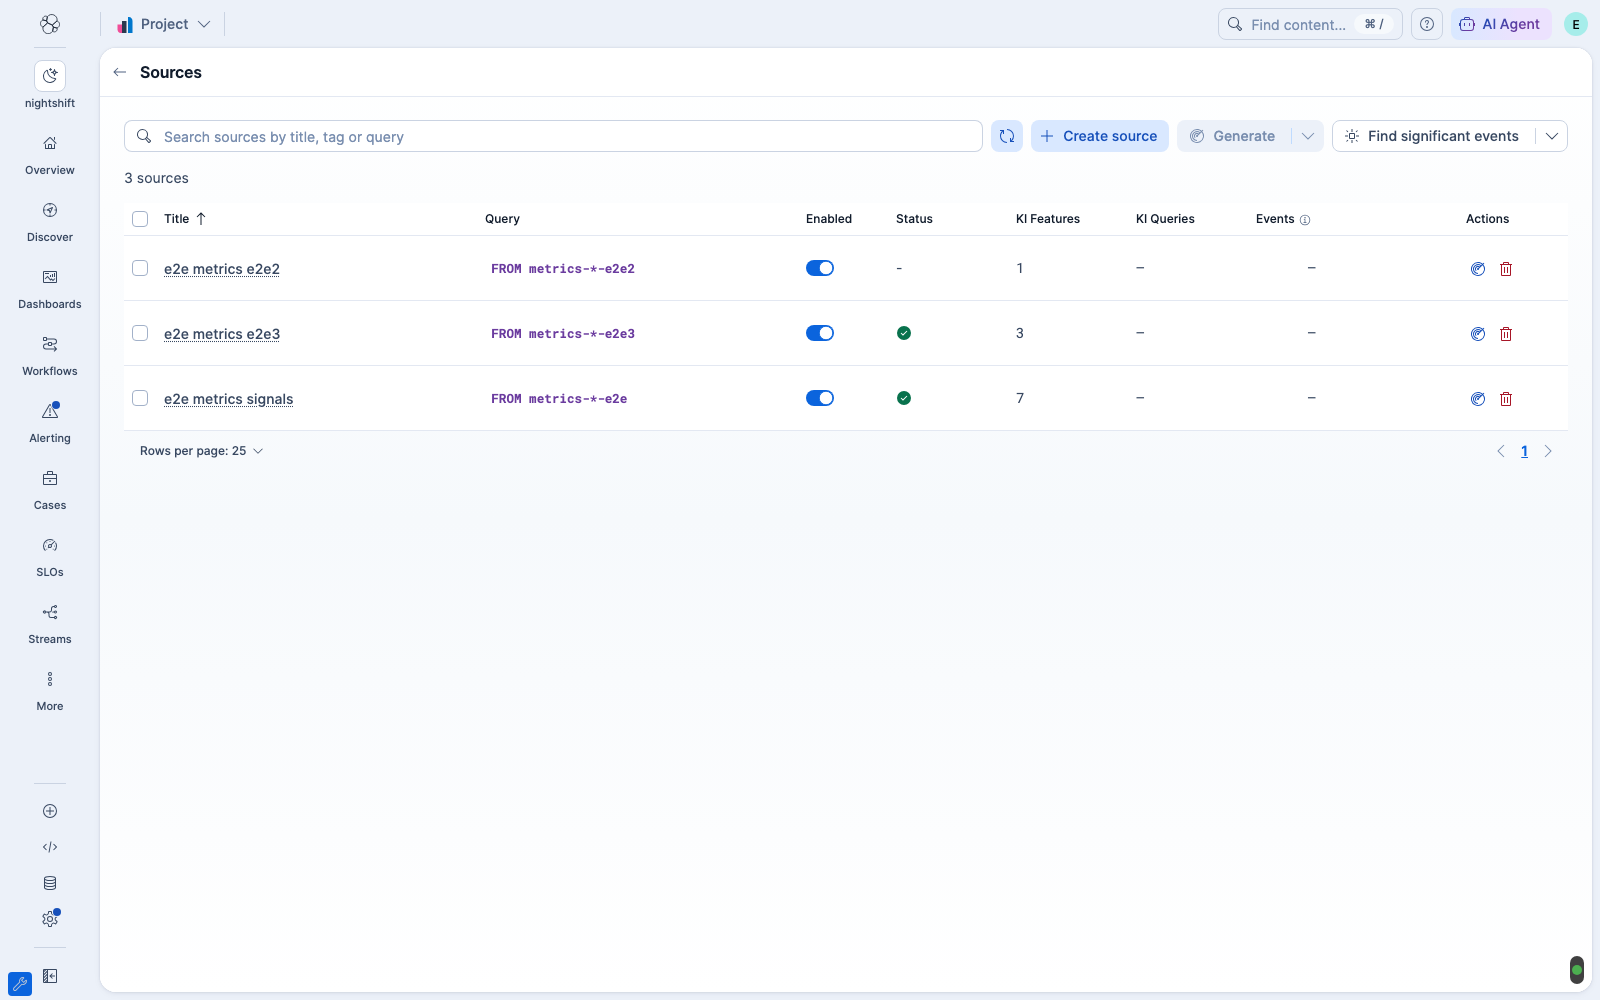 Project
Find content... ⌘ /
AI Agent
E
nightshift
Overview
Discover
Dashboards
Workflows
Alerting
Cases
SLOs
Streams
More
Sources
Search sources by title, tag or query
Create source
Generate
Find significant events
3 sources
Title Query Enabled Status KI Features KI Queries Events Actions
e2e metrics e2e2 FROM metrics-*-e2e2 - 1 – –
e2e metrics e2e3 FROM metrics-*-e2e3 3 – –
e2e metrics signals FROM metrics-*-e2e 7 – –
Rows per page: 25
1